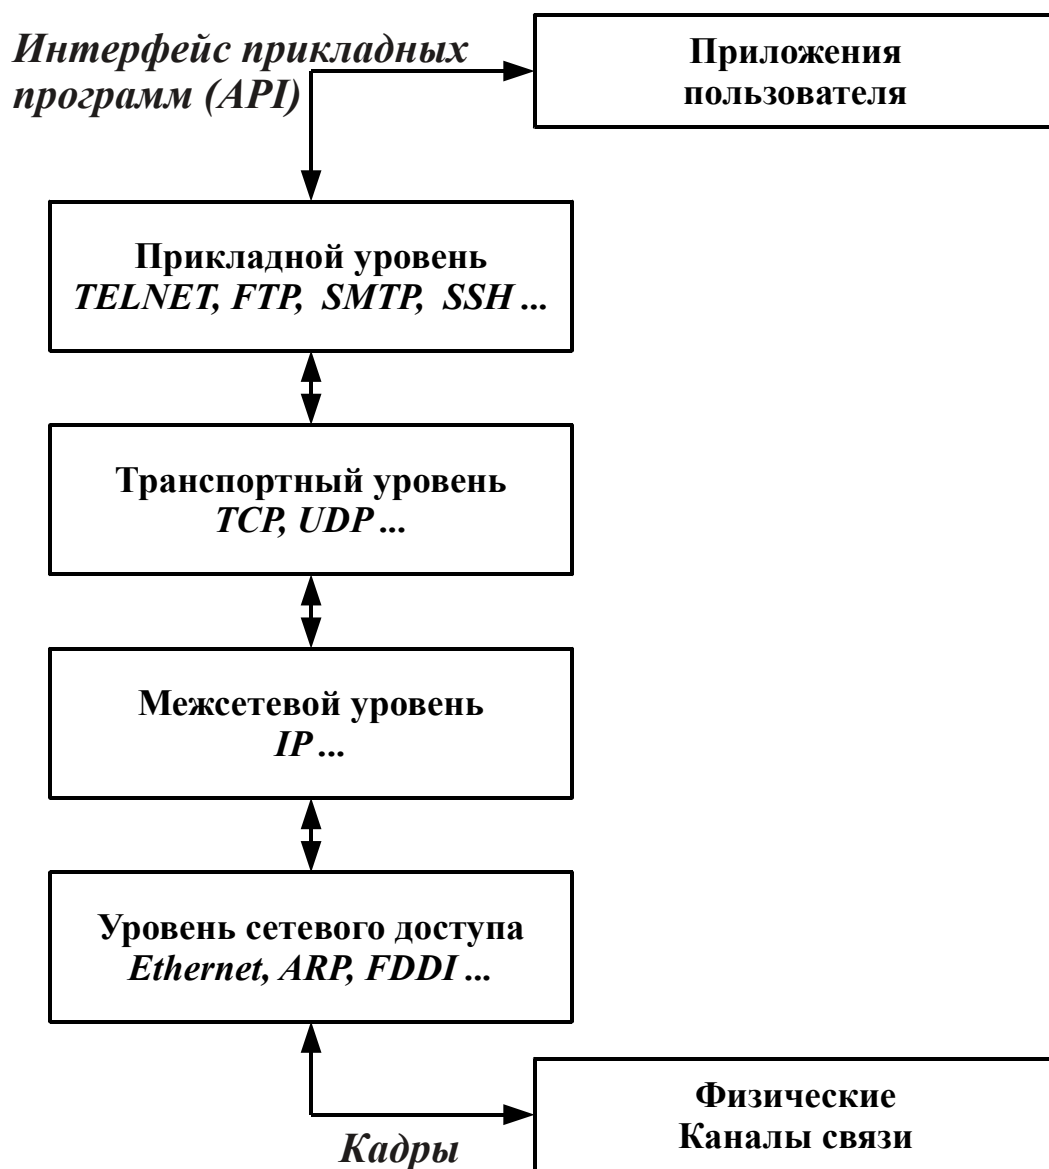 Интерфейс прикладных
программ (API)
Приложения
пользователя
Прикладной уровень
TELNET, FTP, SMTP, SSH ...
Транспортный уровень
TCP, UDP ...
Межсетевой уровень
IP ...
Уровень сетевого доступа
Ethernet, ARP, FDDI ...
Физические
Каналы связи
Кадры